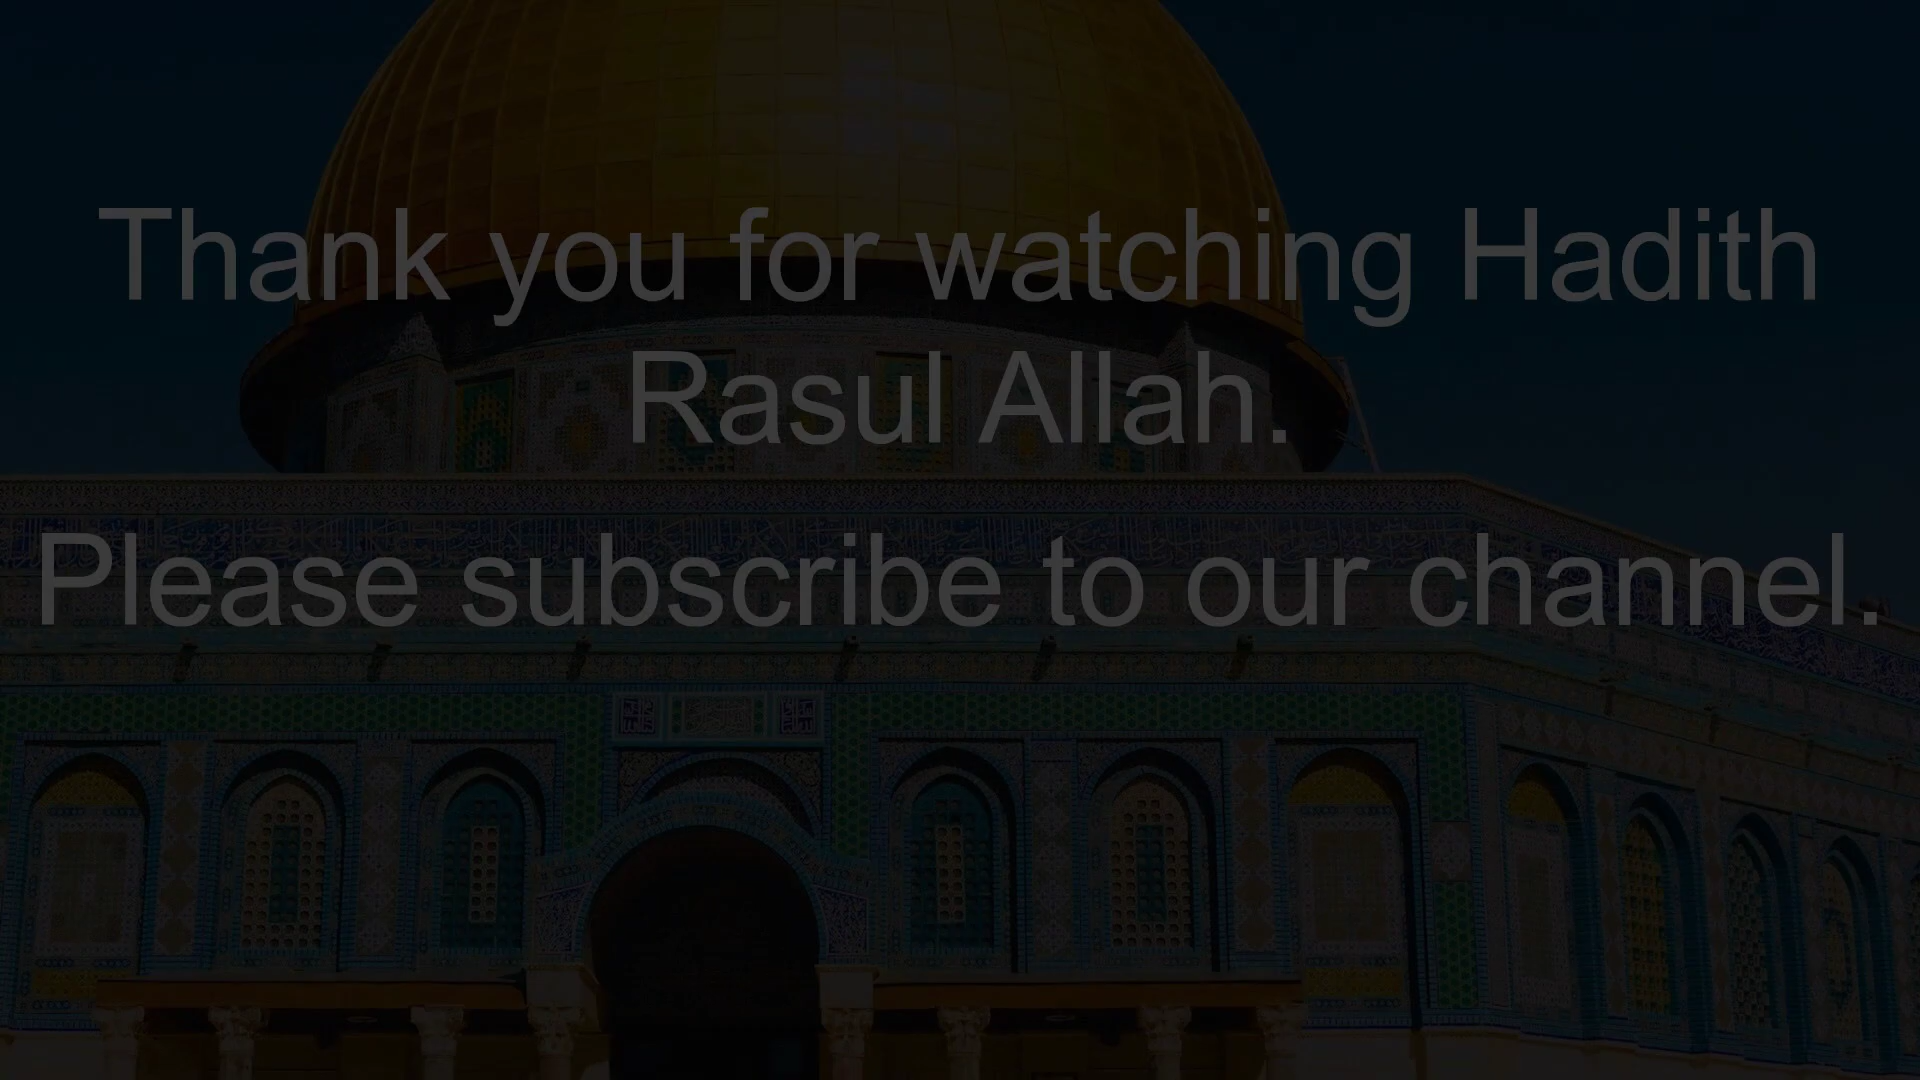 Thank you for watching Hadith
Rasul Allah.
Please subscribe to our channel.